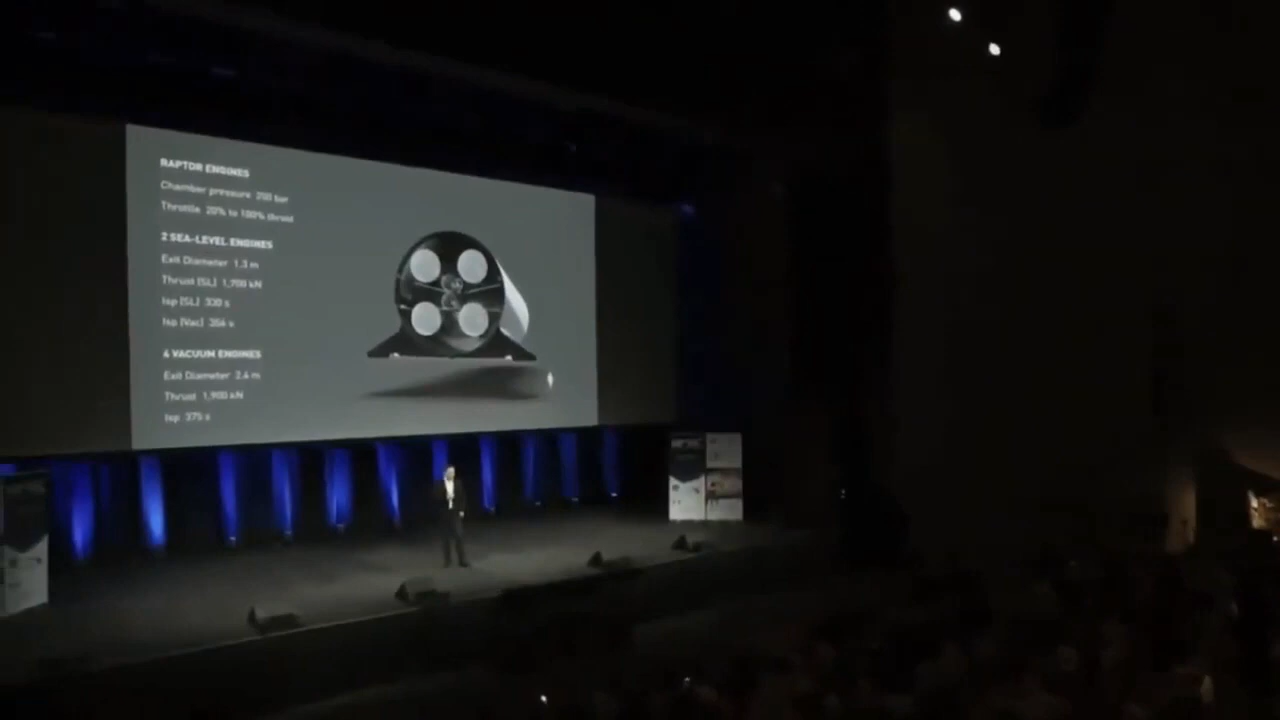 RAPTOR ENGINES
Chamber pressure 250 bar
Throttle 20% to 100% thrust
2 SEA-LEVEL ENGINES
Exit Diameter 1.3 m
Thrust (SL) 1,700 kN
Isp (SL) 330 s
Isp (Vac) 356 s
4 VACUUM ENGINES
Exit Diameter 2.4 m
Thrust 1,900 kN
Isp 375 s